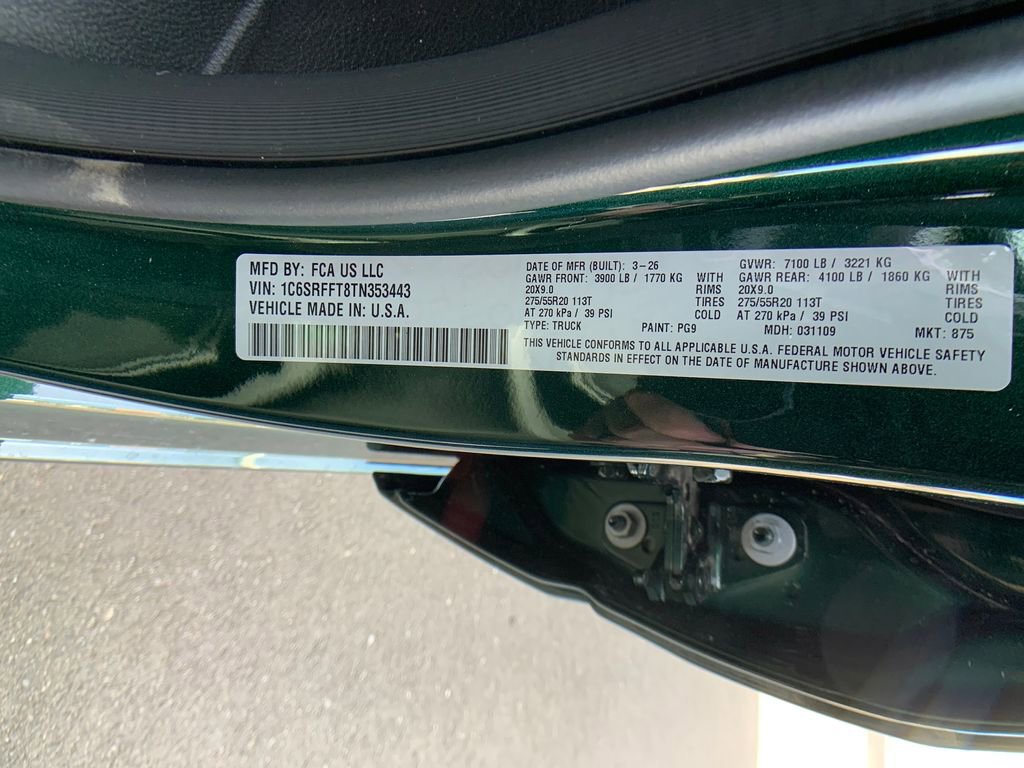 MFD BY: FCA US LLC
VIN: 1C6SRFFT8TN353443
VEHICLE MADE IN: U.S.A.
DATE OF MFR (BUILT): 3-26
GAWR FRONT: 3900 LB / 1770 KG
WITH
20X9.0
RIMS
275/55R20 113T
TIRES
AT 270 kPa / 39 PSI
COLD
TYPE: TRUCK
PAINT: PG9
GVWR: 7100 LB / 3221 KG
GAWR REAR: 4100 LB / 1860 KG
WITH
20X9.0
RIMS
275/55R20 113T
TIRES
AT 270 kPa / 39 PSI
COLD
MDH: 031109
MKT: 875
THIS VEHICLE CONFORMS TO ALL APPLICABLE U.S.A. FEDERAL MOTOR VEHICLE SAFETY
STANDARDS IN EFFECT ON THE DATE OF MANUFACTURE SHOWN ABOVE.